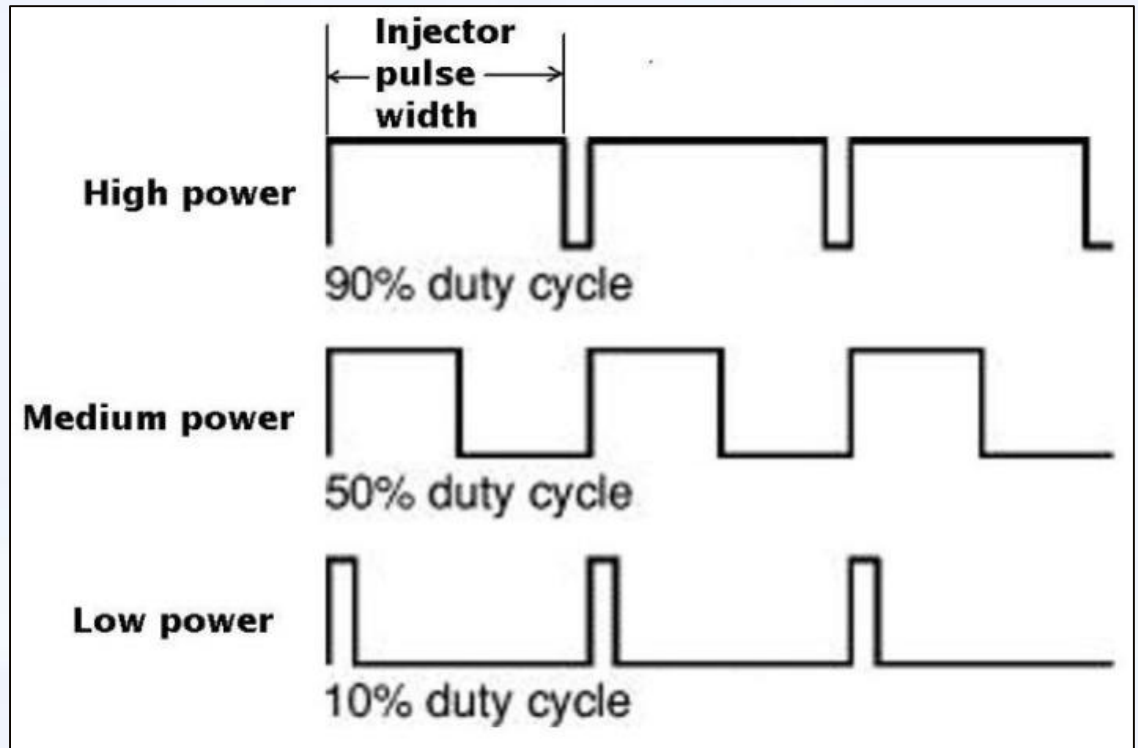 Injector
pulse
width
High power
90% duty cycle
Medium power
50% duty cycle
Low power
10% duty cycle